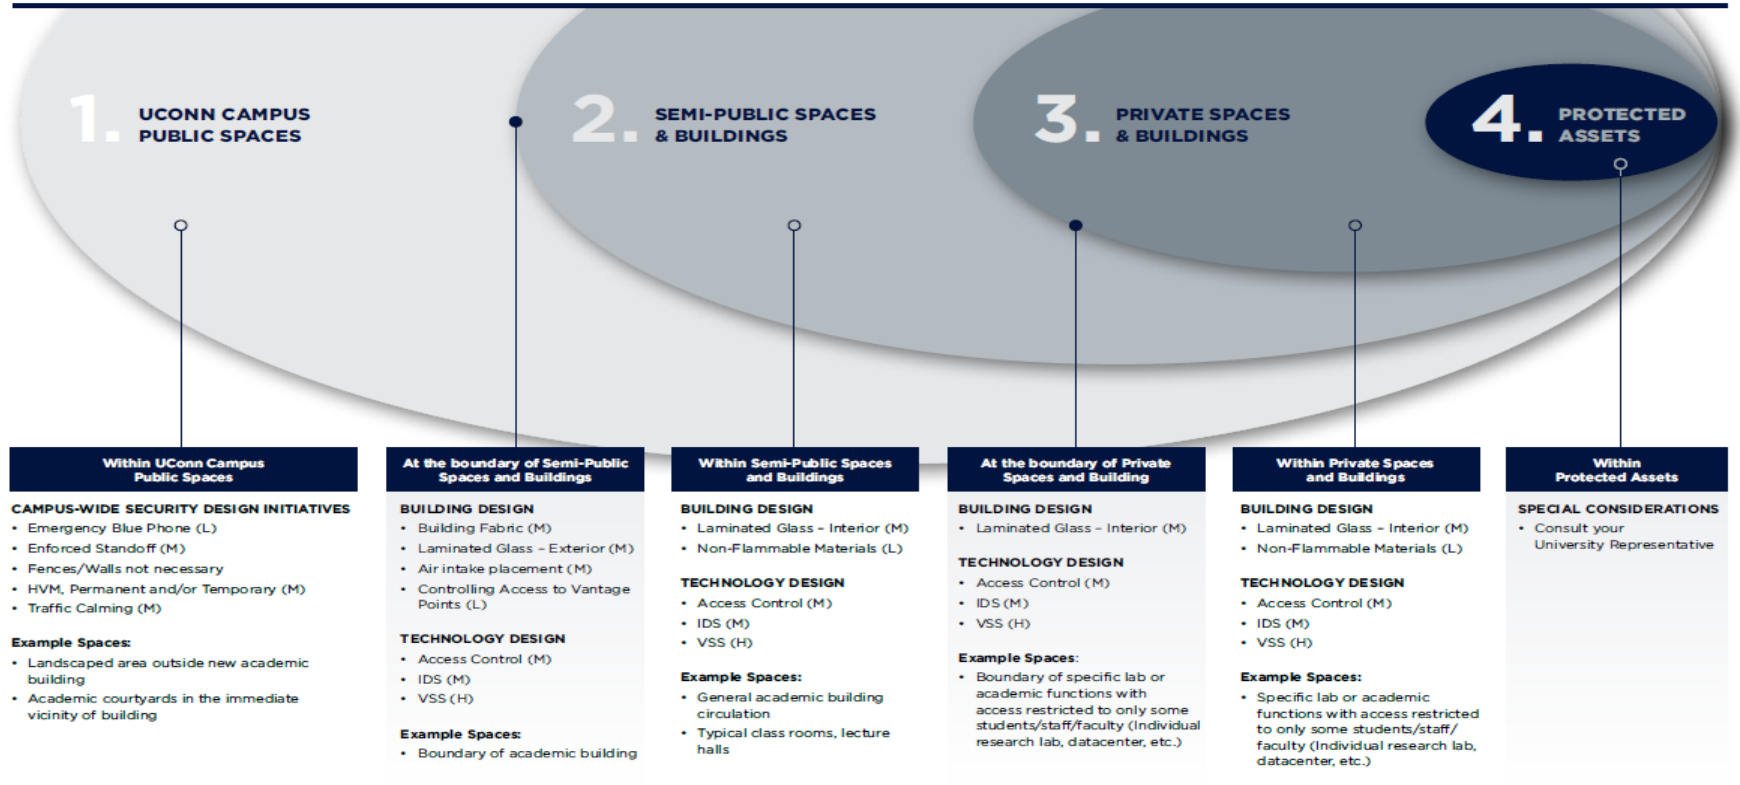 1. UCONN CAMPUS
PUBLIC SPACES
2. SEMI-PUBLIC SPACES
& BUILDINGS
3. PRIVATE SPACES
& BUILDINGS
4. PROTECTED
ASSETS
Within UConn Campus
Public Spaces
CAMPUS-WIDE SECURITY DESIGN INITIATIVES
• Emergency Blue Phone (L)
• Enforced Standoff (M)
• Fences/Walls not necessary
• HVM, Permanent and/or Temporary (M)
• Traffic Calming (M)
Example Spaces:
• Landscaped area outside new academic
building
• Academic courtyards in the immediate
vicinity of building
At the boundary of Semi-Public
Spaces and Buildings
BUILDING DESIGN
• Building Fabric (M)
• Laminated Glass – Exterior (M)
• Air intake placement (M)
• Controlling Access to Vantage
Points (L)
TECHNOLOGY DESIGN
• Access Control (M)
• IDS (M)
• VSS (H)
Example Spaces:
• Boundary of academic building
Within Semi-Public Spaces
and Buildings
BUILDING DESIGN
• Laminated Glass – Interior (M)
• Non-Flammable Materials (L)
TECHNOLOGY DESIGN
• Access Control (M)
• IDS (M)
• VSS (H)
Example Spaces:
• General academic building
circulation
• Typical class rooms, lecture
halls
At the boundary of Private
Spaces and Building
BUILDING DESIGN
• Laminated Glass – Interior (M)
TECHNOLOGY DESIGN
• Access Control (M)
• IDS (M)
• VSS (H)
Example Spaces:
• Boundary of specific lab or
academic functions with
access restricted to only some
students/staff/faculty (Individual
research lab, datacenter, etc.)
Within Private Spaces
and Buildings
BUILDING DESIGN
• Laminated Glass – Interior (M)
• Non-Flammable Materials (L)
TECHNOLOGY DESIGN
• Access Control (M)
• IDS (M)
• VSS (H)
Example Spaces:
• Specific lab or academic
functions with access restricted
to only some students/staff/
faculty (Individual research lab,
datacenter, etc.)
Within
Protected Assets
SPECIAL CONSIDERATIONS
• Consult your
University Representative